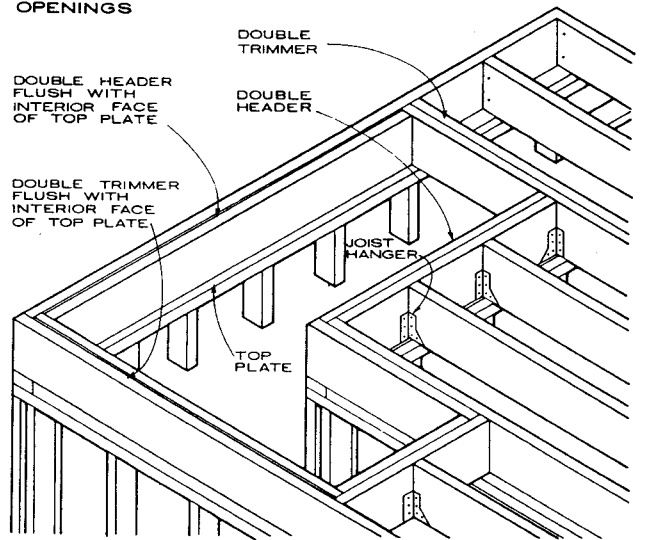 OPENINGS
DOUBLE
TRIMMER
DOUBLE HEADER
FLUSH WITH
INTERIOR FACE
OF TOP PLATE
DOUBLE
HEADER
DOUBLE TRIMMER
FLUSH WITH
INTERIOR FACE
OF TOP PLATE
JOIST
HANGER
TOP
PLATE